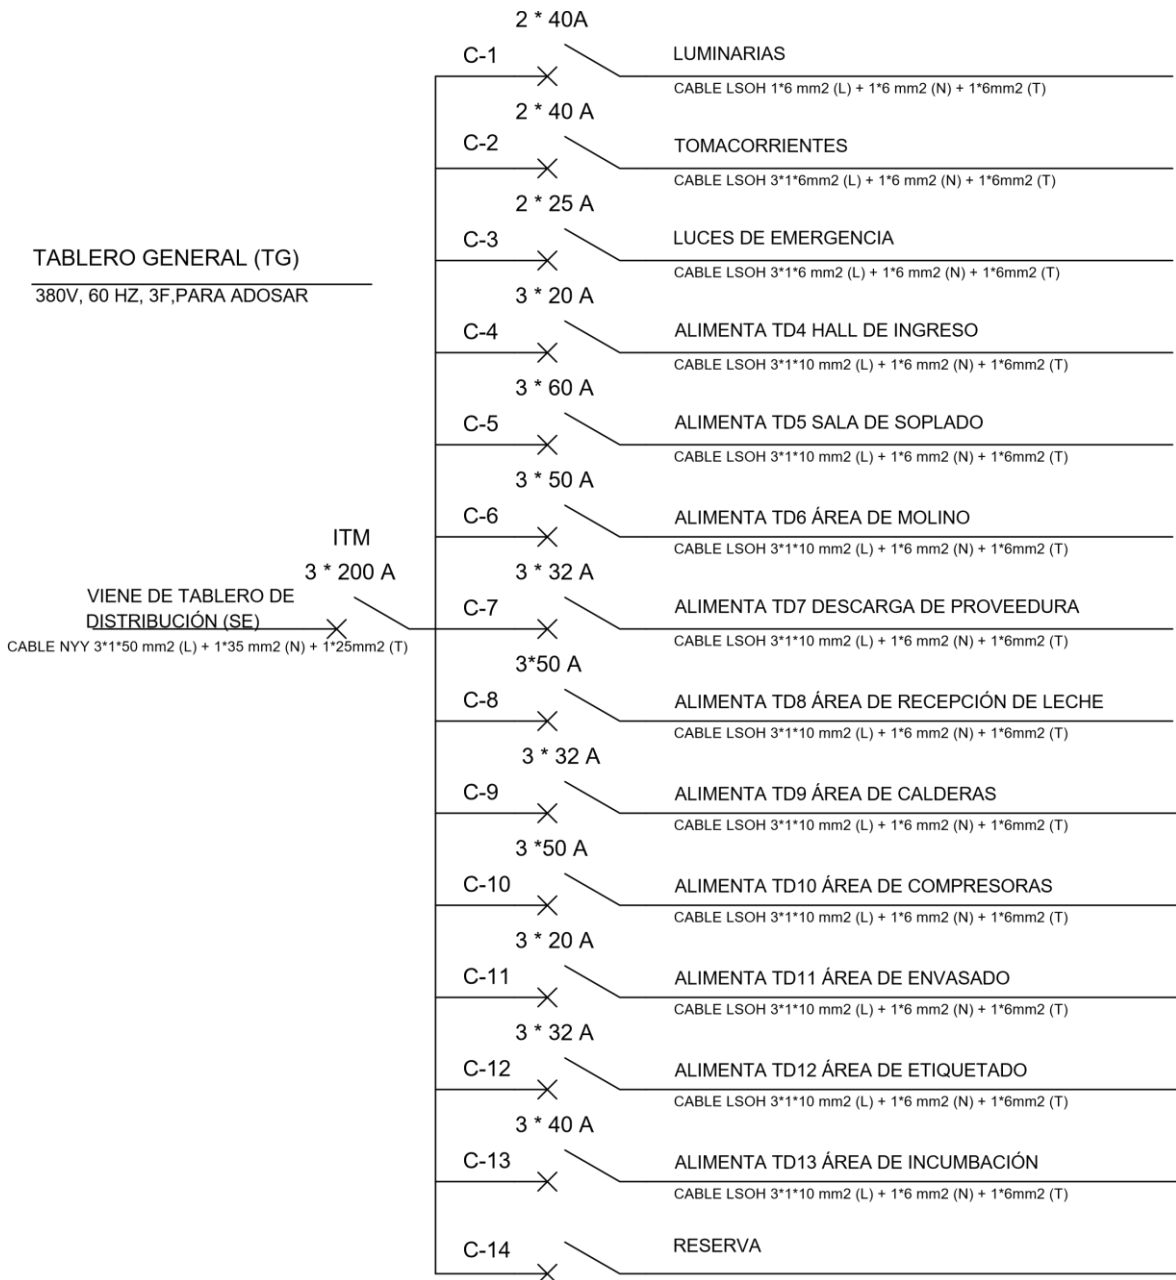 2 * 40A
C-1
LUMINARIAS
CABLE LSOH 1*6 mm2 (L) + 1*6 mm2 (N) + 1*6mm2 (T)
2 * 40 A
C-2
TOMACORRIENTES
CABLE LSOH 3*1*6mm2 (L) + 1*6 mm2 (N) + 1*6mm2 (T)
2 * 25 A
C-3
LUCES DE EMERGENCIA
CABLE LSOH 3*1*6 mm2 (L) + 1*6 mm2 (N) + 1*6mm2 (T)
TABLERO GENERAL (TG)
380V, 60 HZ, 3F,PARA ADOSAR
3 * 20 A
C-4
ALIMENTA TD4 HALL DE INGRESO
CABLE LSOH 3*1*10 mm2 (L) + 1*6 mm2 (N) + 1*6mm2 (T)
3 * 60 A
C-5
ALIMENTA TD5 SALA DE SOPLADO
CABLE LSOH 3*1*10 mm2 (L) + 1*6 mm2 (N) + 1*6mm2 (T)
3 * 50 A
C-6
ALIMENTA TD6 ÁREA DE MOLINO
CABLE LSOH 3*1*10 mm2 (L) + 1*6 mm2 (N) + 1*6mm2 (T)
ITM
3 * 200 A
VIENE DE TABLERO DE
DISTRIBUCIÓN (SE)
CABLE NYY 3*1*50 mm2 (L) + 1*35 mm2 (N) + 1*25mm2 (T)
3 * 32 A
C-7
ALIMENTA TD7 DESCARGA DE PROVEEDURA
CABLE LSOH 3*1*10 mm2 (L) + 1*6 mm2 (N) + 1*6mm2 (T)
3*50 A
C-8
ALIMENTA TD8 ÁREA DE RECEPCIÓN DE LECHE
CABLE LSOH 3*1*10 mm2 (L) + 1*6 mm2 (N) + 1*6mm2 (T)
3 * 32 A
C-9
ALIMENTA TD9 ÁREA DE CALDERAS
CABLE LSOH 3*1*10 mm2 (L) + 1*6 mm2 (N) + 1*6mm2 (T)
3 *50 A
C-10
ALIMENTA TD10 ÁREA DE COMPRESORAS
CABLE LSOH 3*1*10 mm2 (L) + 1*6 mm2 (N) + 1*6mm2 (T)
3 * 20 A
C-11
ALIMENTA TD11 ÁREA DE ENVASADO
CABLE LSOH 3*1*10 mm2 (L) + 1*6 mm2 (N) + 1*6mm2 (T)
3 * 32 A
C-12
ALIMENTA TD12 ÁREA DE ETIQUETADO
CABLE LSOH 3*1*10 mm2 (L) + 1*6 mm2 (N) + 1*6mm2 (T)
3 * 40 A
C-13
ALIMENTA TD13 ÁREA DE INCUMBACIÓN
CABLE LSOH 3*1*10 mm2 (L) + 1*6 mm2 (N) + 1*6mm2 (T)
C-14
RESERVA